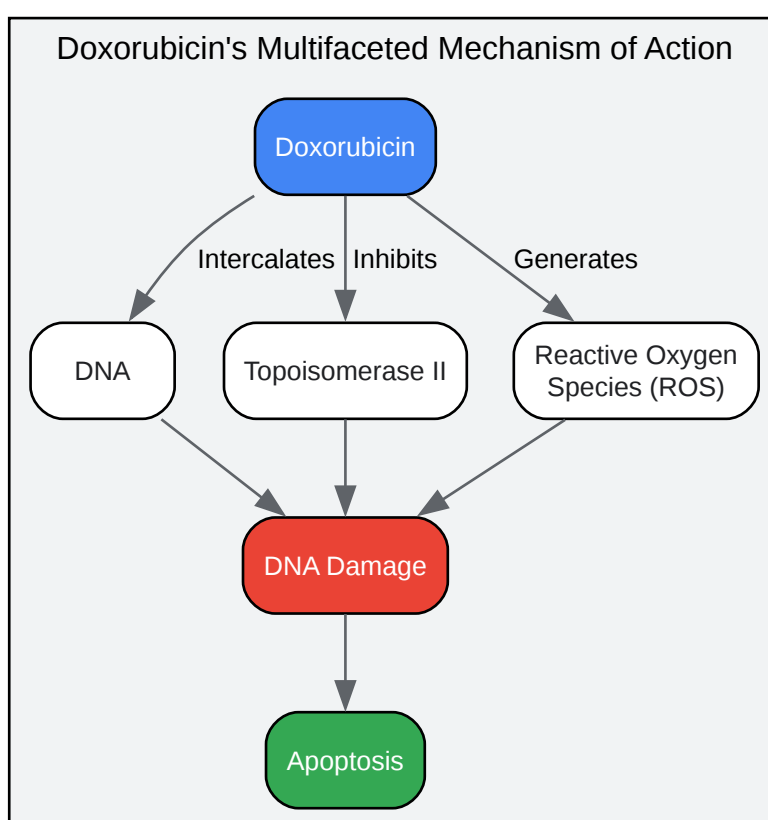 Doxorubicin's Multifaceted Mechanism of Action
Doxorubicin
Intercalates
Inhibits
Generates
DNA
Topoisomerase II
Reactive Oxygen
Species (ROS)
DNA Damage
Apoptosis